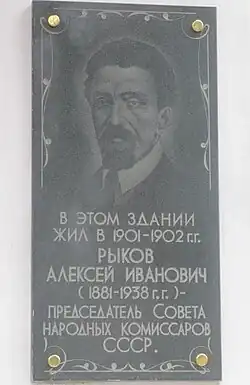 В ЭТОМ ЗДАНИИ
ЖИЛ В 1901-1902 г.г.
РЫКОВ
АЛЕКСЕЙ ИВАНОВИЧ
(1881-1938 г.г.)-
ПРЕДСЕДАТЕЛЬ СОВЕТА
НАРОДНЫХ КОМИССАРОВ
СССР.